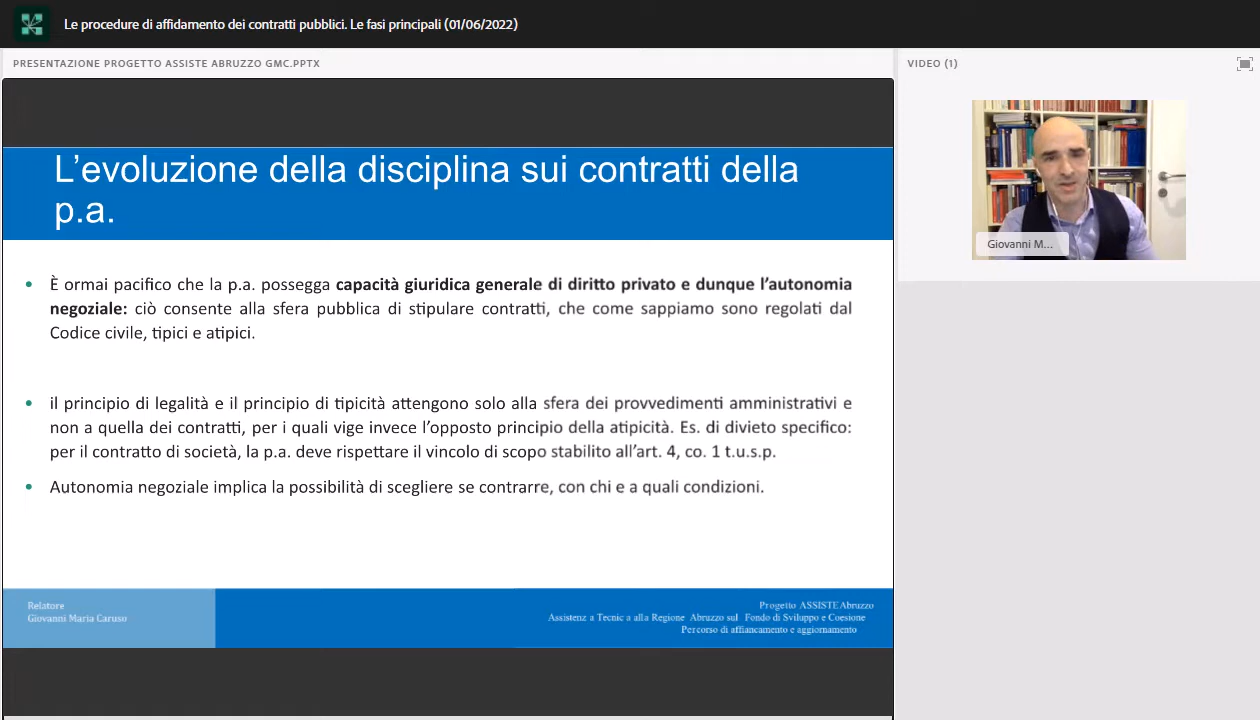 Le procedure di affidamento dei contratti pubblici. Le fasi principali (01/06/2022)
PRESENTAZIONE PROGETTO ASSISTE ABRUZZO GMC.PPTX
VIDEO (1)
L'evoluzione della disciplina sui contratti della
p.a.
• È ormai pacifico che la p.a. possegga capacità giuridica generale di diritto privato e dunque l'autonomia
negoziale: ciò consente alla sfera pubblica di stipulare contratti, che come sappiamo sono regolati dal
Codice civile, tipici e atipici.
• il principio di legalità e il principio di tipicità attengono solo alla sfera dei provvedimenti amministrativi e
non a quella dei contratti, per i quali vige invece l'opposto principio della atipicità. Es. di divieto specifico:
per il contratto di società, la p.a. deve rispettare il vincolo di scopo stabilito all'art. 4, co. 1 t.u.s.p.
• Autonomia negoziale implica la possibilità di scegliere se contrarre, con chi e a quali condizioni.
Giovanni M...
Relatore
Giovanni Maria Caruso
Progetto ASSISTE Abruzzo
Assistenz a Tecnic a alla Regione Abruzzo sul Fondo di Sviluppo e Coesione
Percorso di affiancamento e aggiornamento